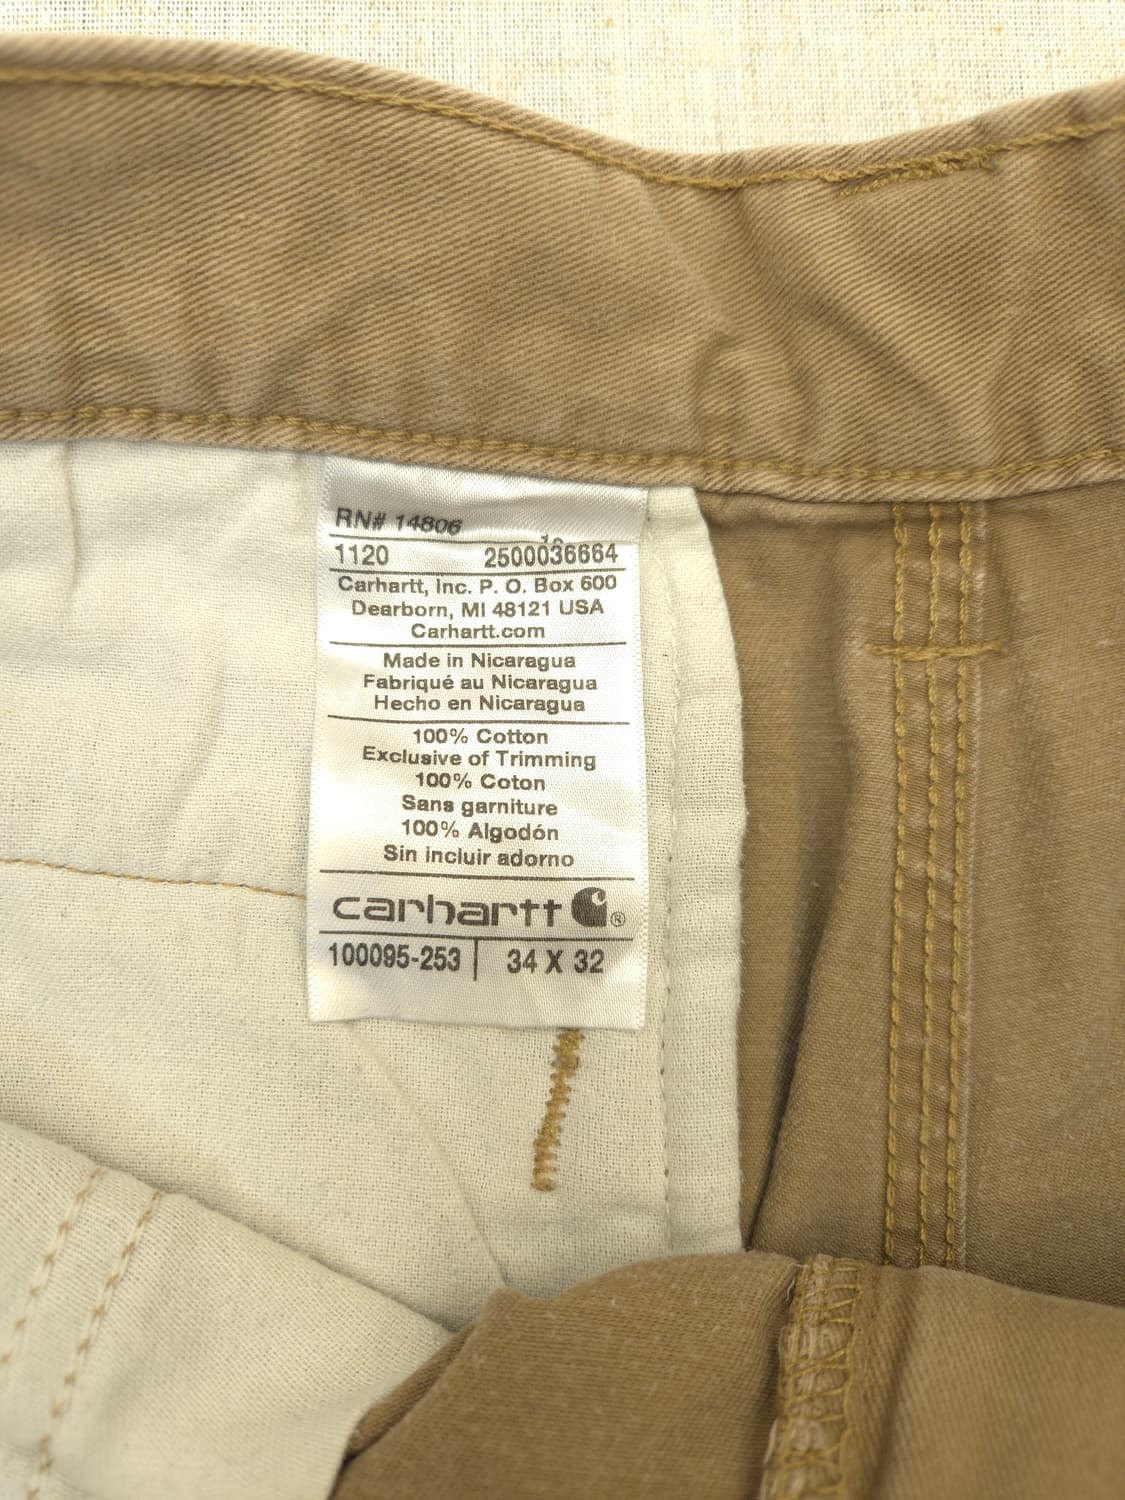 RN# 14806
1120 2500036664
Carhartt, Inc. P. O. Box 600
Dearborn, MI 48121 USA
Carhartt.com
Made in Nicaragua
Fabriqué au Nicaragua
Hecho en Nicaragua
100% Cotton
Exclusive of Trimming
100% Coton
Sans garniture
100% Algodón
Sin incluir adorno
carhartt ®
100095-253 | 34 X 32